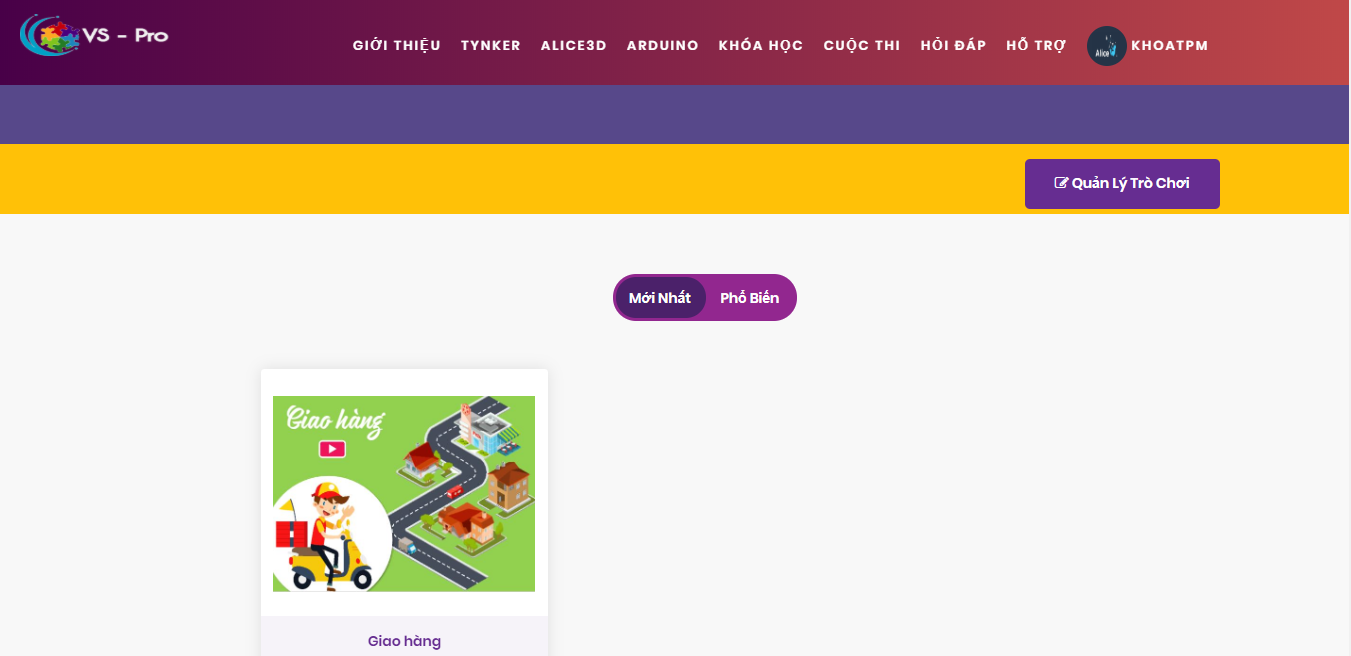 VS - Pro
GIỚI THIỆU TYNKER ALICE3D ARDUINO KHÓA HỌC CUỘC THI HỎI ĐÁP HỖ TRỢ Alice KHOATPM
Quản Lý Trò Chơi
Mới Nhất Phổ Biến
Giao hàng
Giao hàng